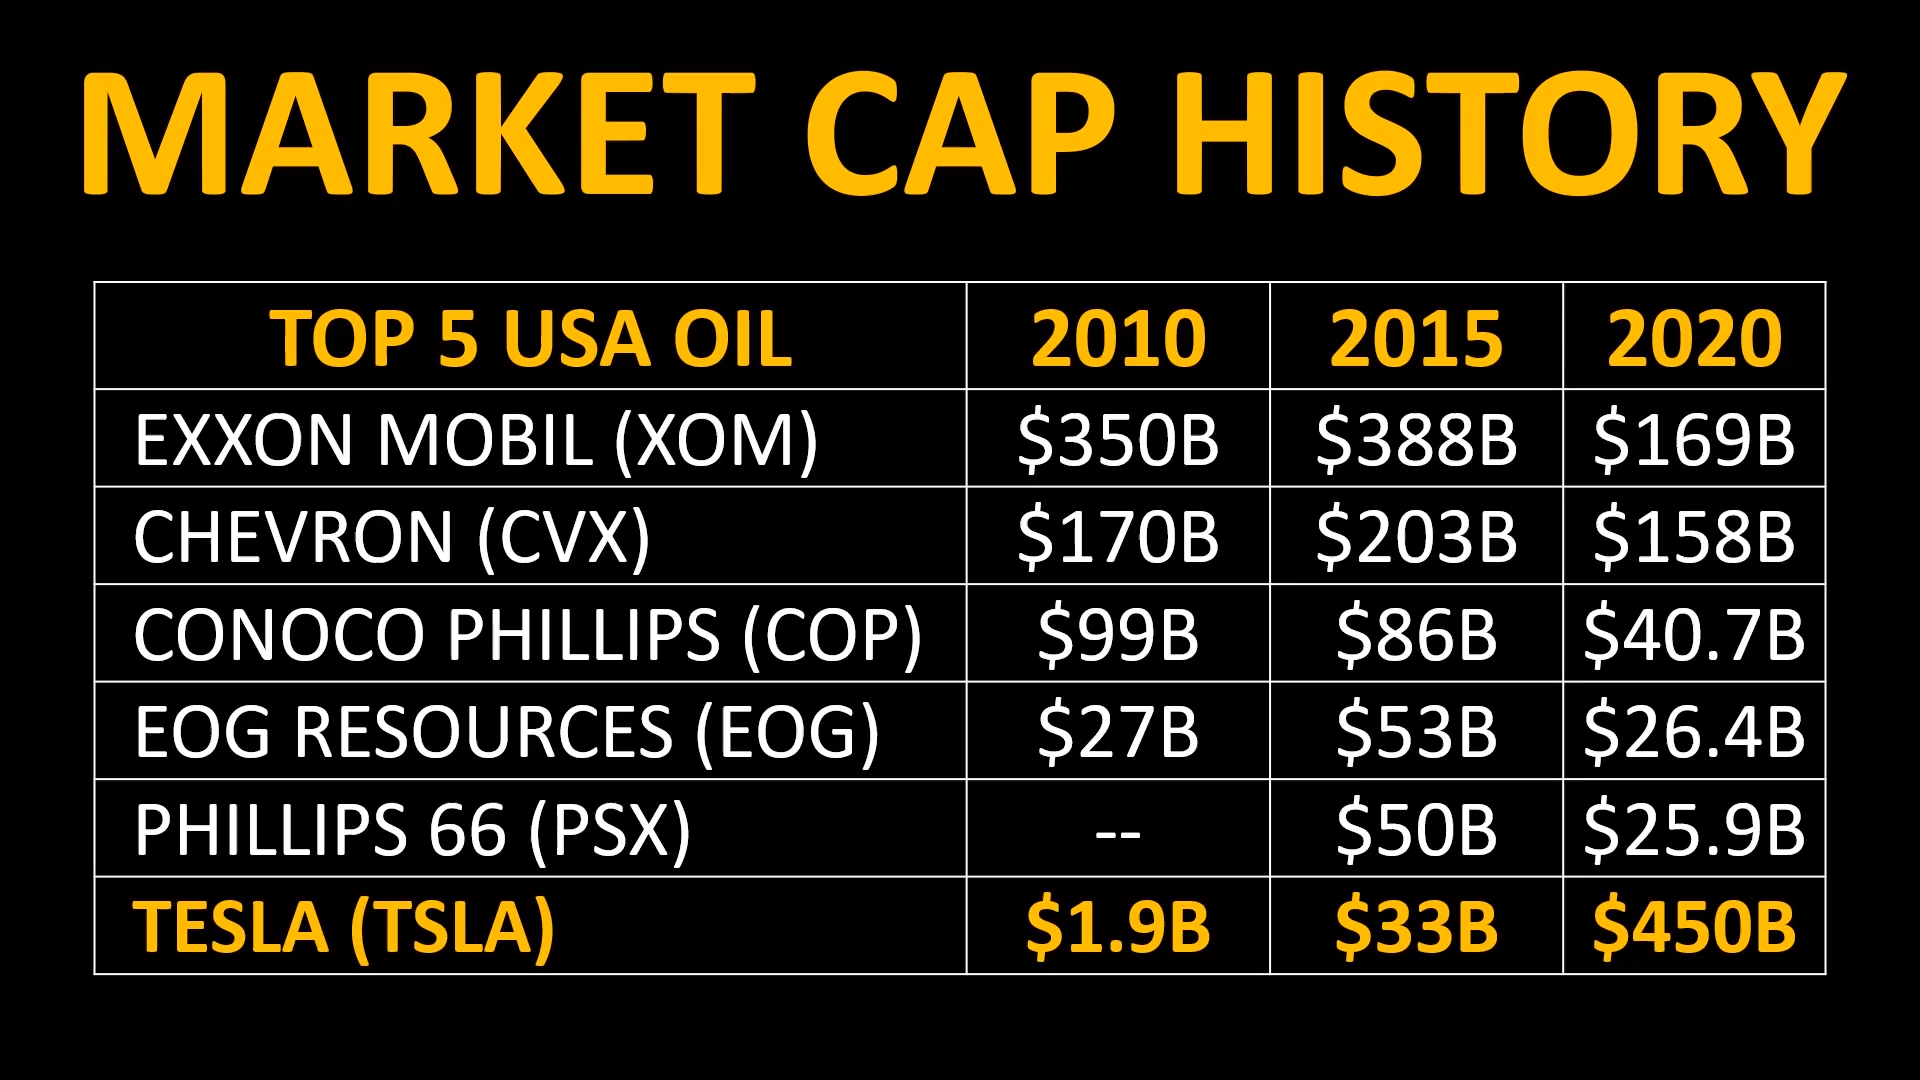 MARKET CAP HISTORY
TOP 5 USA OIL 2010 2015 2020
EXXON MOBIL (XOM) $350B $388B $169B
CHEVRON (CVX) $170B $203B $158B
CONOCO PHILLIPS (COP) $99B $86B $40.7B
EOG RESOURCES (EOG) $27B $53B $26.4B
PHILLIPS 66 (PSX) -- $50B $25.9B
TESLA (TSLA) $1.9B $33B $450B